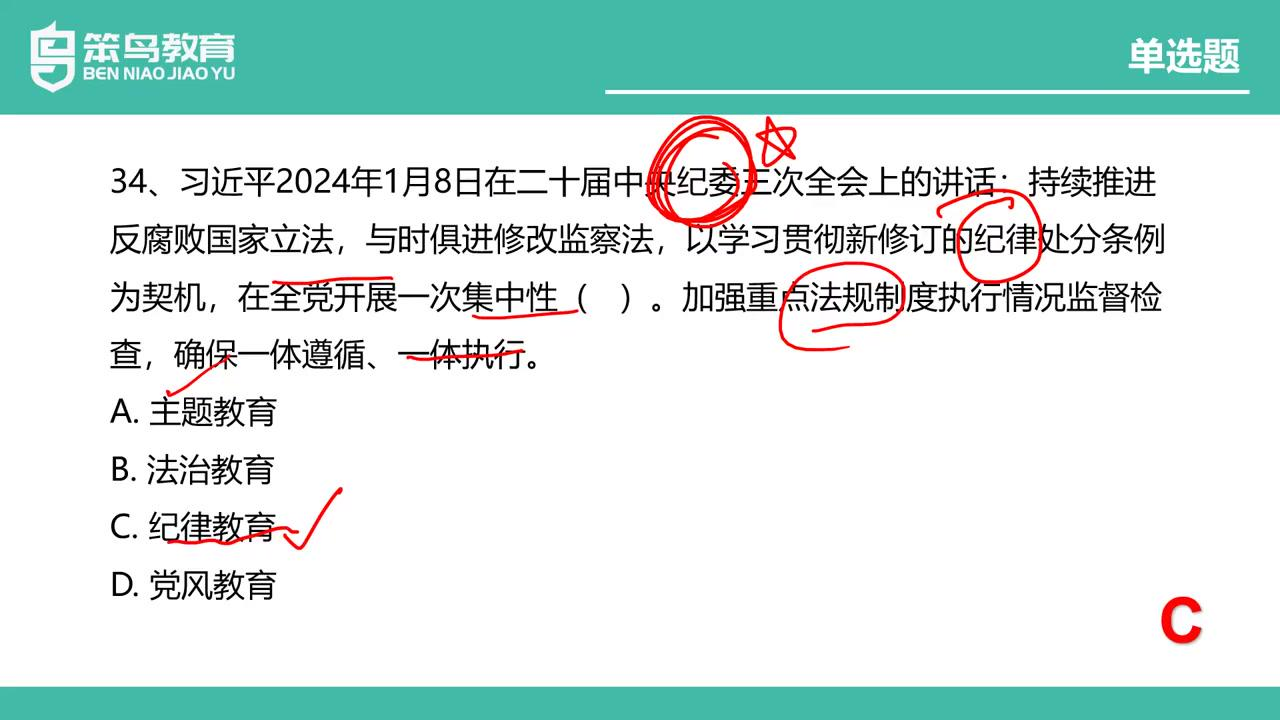 笨鸟教育
BEN NIAO JIAO YU
单选题
34、习近平2024年1月8日在二十届中央纪委三次全会上的讲话：持续推进
反腐败国家立法，与时俱进修改监察法，以学习贯彻新修订的纪律处分条例
为契机，在全党开展一次集中性（ ）。加强重点法规制度执行情况监督检
查，确保一体遵循、一体执行。
A. 主题教育
B. 法治教育
C. 纪律教育
D. 党风教育
C